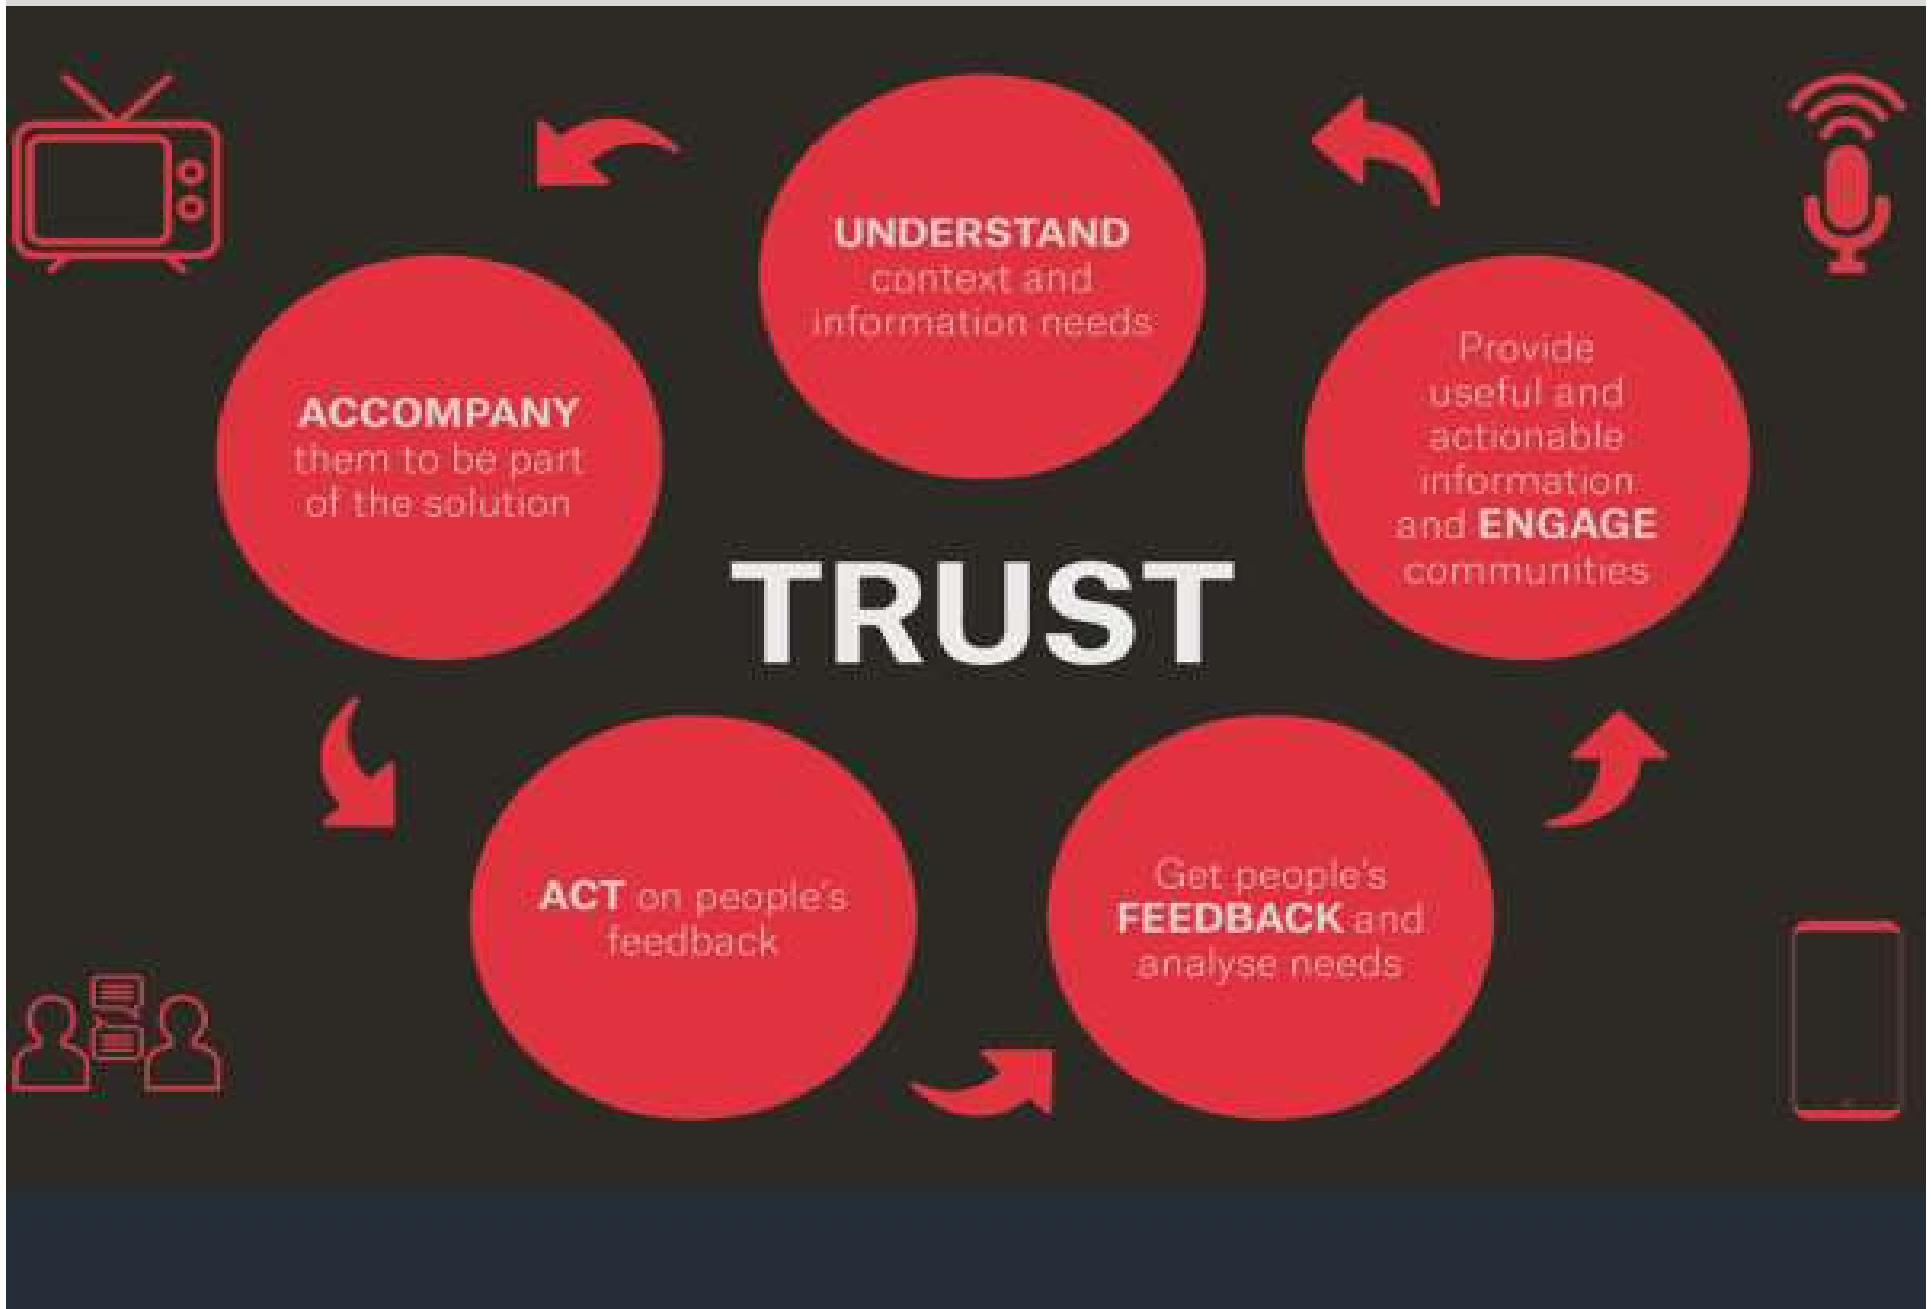 UNDERSTAND
context and
information needs
ACCOMPANY
them to be part
of the solution
Provide
useful and
actionable
information
and ENGAGE
communities
TRUST
ACT on people's
feedback
Get people's
FEEDBACK and
analyse needs